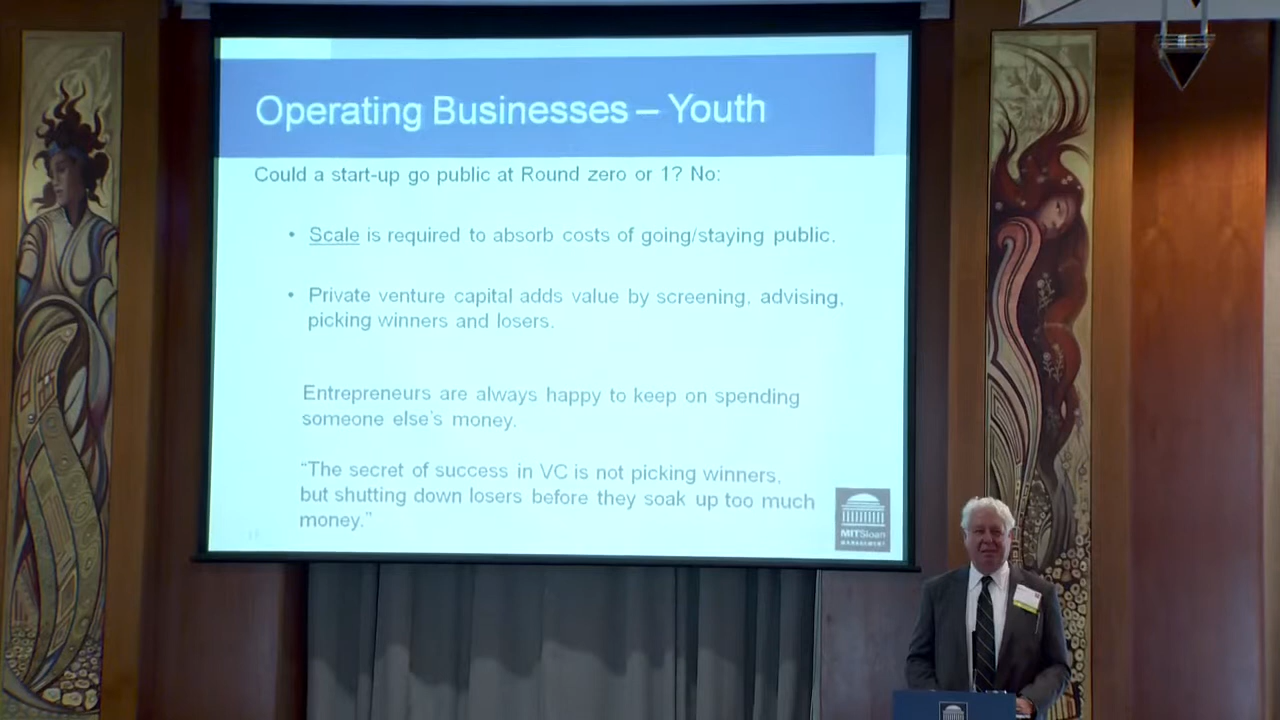 Operating Businesses – Youth
Could a start-up go public at Round zero or 1? No:
• Scale is required to absorb costs of going/staying public.
• Private venture capital adds value by screening, advising,
picking winners and losers.
Entrepreneurs are always happy to keep on spending
someone else's money.
“The secret of success in VC is not picking winners,
but shutting down losers before they soak up too much
money.”
MITSloan
MANAGEMENT